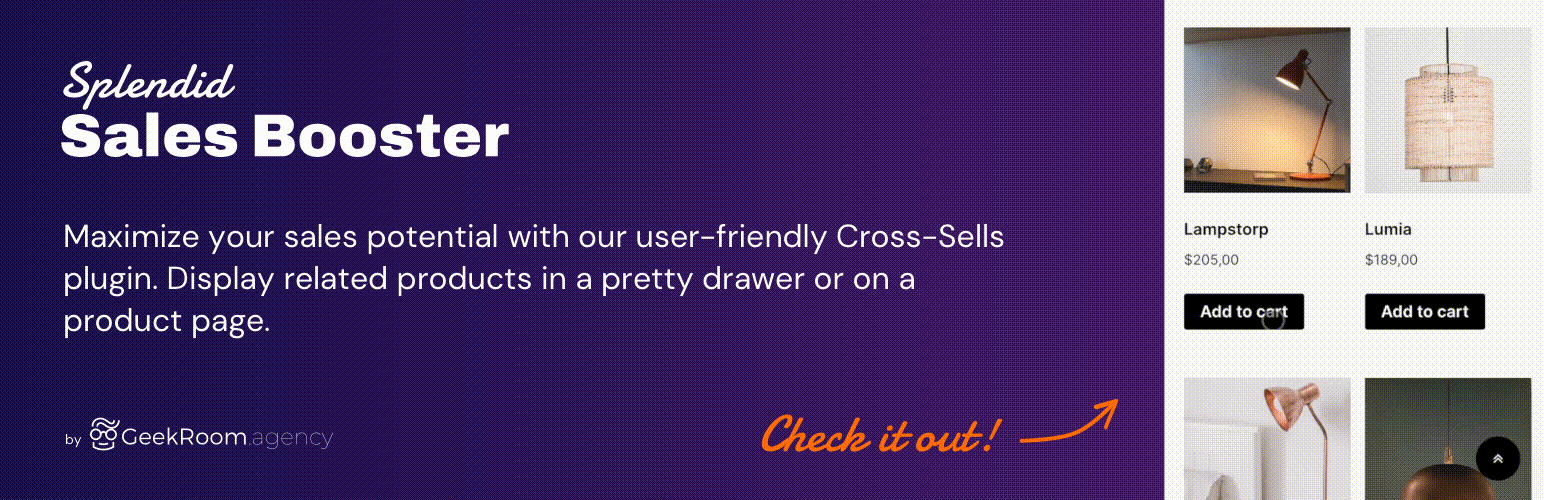 Splendid
Sales Booster
Maximize your sales potential with our user-friendly Cross-Sells
plugin. Display related products in a pretty drawer or on a
product page.
by GeekRoom.agency
Check it out!
Lampstorp
$205,00
Add to cart
Lumia
$189,00
Add to cart